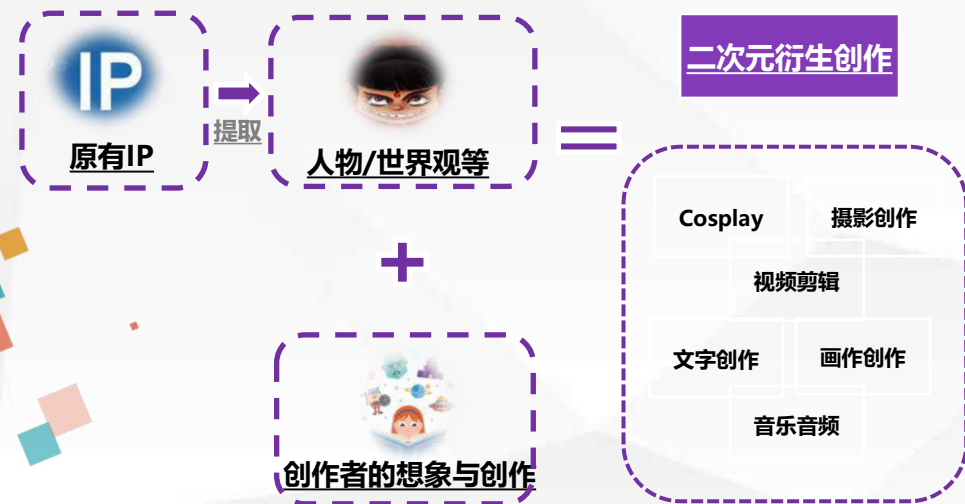 IP
原有IP
提取
人物/世界观等
+
创作者的想象与创作
=
二次元衍生创作
Cosplay
摄影创作
视频剪辑
文字创作
画作创作
音乐音频